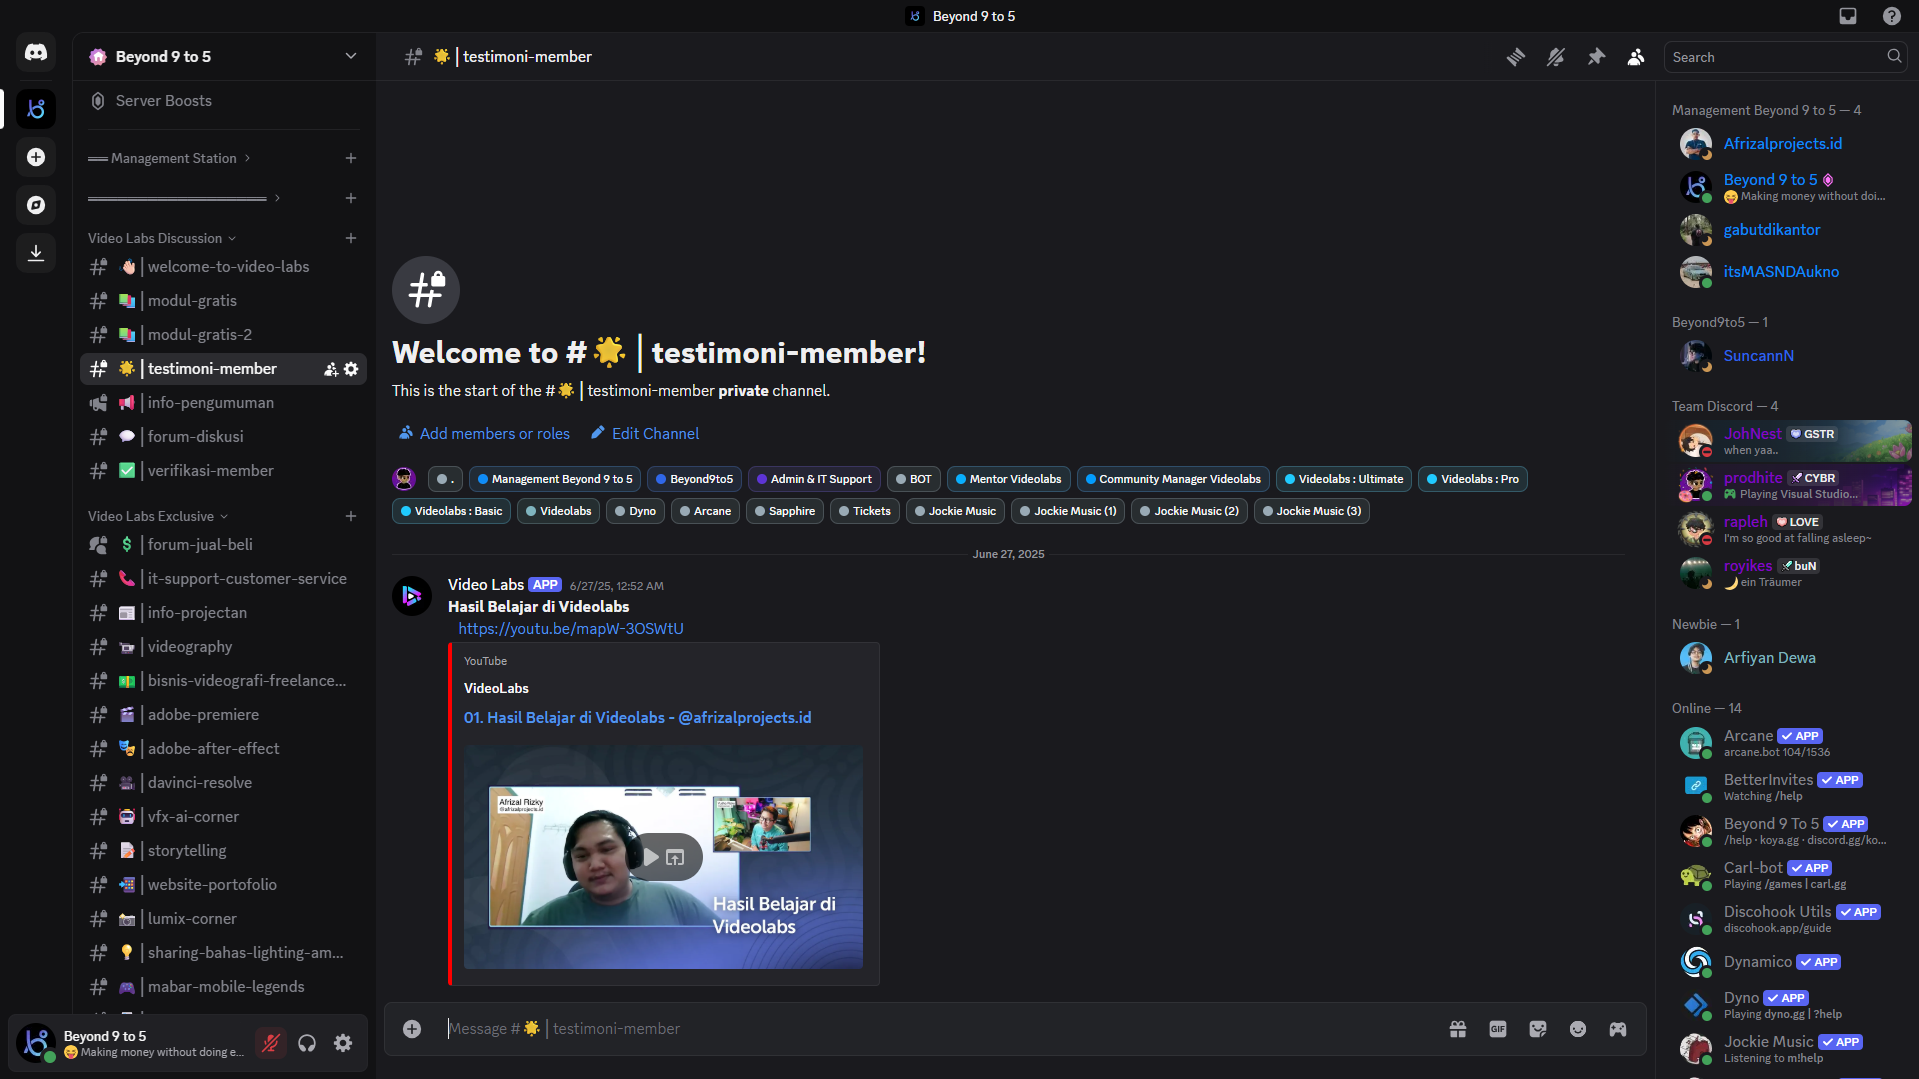 Beyond 9 to 5
Beyond 9 to 5
Server Boosts
Management Station
Video Labs Discussion
welcome-to-video-labs
modul-gratis
modul-gratis-2
testimoni-member
info-pengumuman
forum-diskusi
verifikasi-member
Video Labs Exclusive
forum-jual-beli
it-support-customer-service
info-projectan
videography
bisnis-videografi-freelance...
adobe-premiere
adobe-after-effect
davinci-resolve
vfx-ai-corner
storytelling
website-portofolio
lumix-corner
sharing-bahas-lighting-am...
mabar-mobile-legends
Beyond 9 to 5
😝 Making money without doing e...
# 🌟 | testimoni-member
Search
Welcome to # 🌟 | testimoni-member!
This is the start of the # 🌟 | testimoni-member private channel.
Add members or roles Edit Channel
. Management Beyond 9 to 5 Beyond9to5 Admin & IT Support BOT Mentor Videolabs Community Manager Videolabs Videolabs : Ultimate Videolabs : Pro
Videolabs : Basic Videolabs Dyno Arcane Sapphire Tickets Jockie Music Jockie Music (1) Jockie Music (2) Jockie Music (3)
June 27, 2025
Video Labs APP 6/27/25, 12:52 AM
Hasil Belajar di Videolabs
https://youtu.be/mapW-3OSWtU
YouTube
VideoLabs
01. Hasil Belajar di Videolabs - @afrizalprojects.id
Afrizal Rizky
@afrizalprojects.id
Hasil Belajar di
Videolabs
Message # 🌟 | testimoni-member
GIF
Management Beyond 9 to 5 — 4
Afrizalprojects.id
Beyond 9 to 5
😝 Making money without doi...
gabutdikantor
itsMASNDAukno
Beyond9to5 — 1
SuncannN
Team Discord — 4
JohNest GSTR
when yaa..
prodhite CYBR
Playing Visual Studio...
rapleh LOVE
I'm so good at falling asleep~
royikes buN
🌙 ein Träumer
Newbie — 1
Arfiyan Dewa
Online — 14
Arcane ✓ APP
arcane.bot 104/1536
BetterInvites ✓ APP
Watching /help
Beyond 9 To 5 ✓ APP
/help · koya.gg · discord.gg/ko...
Carl-bot ✓ APP
Playing /games | carl.gg
Discohook Utils ✓ APP
discohook.app/guide
Dynamico ✓ APP
Dyno ✓ APP
Playing dyno.gg | ?help
Jockie Music ✓ APP
Listening to m!help